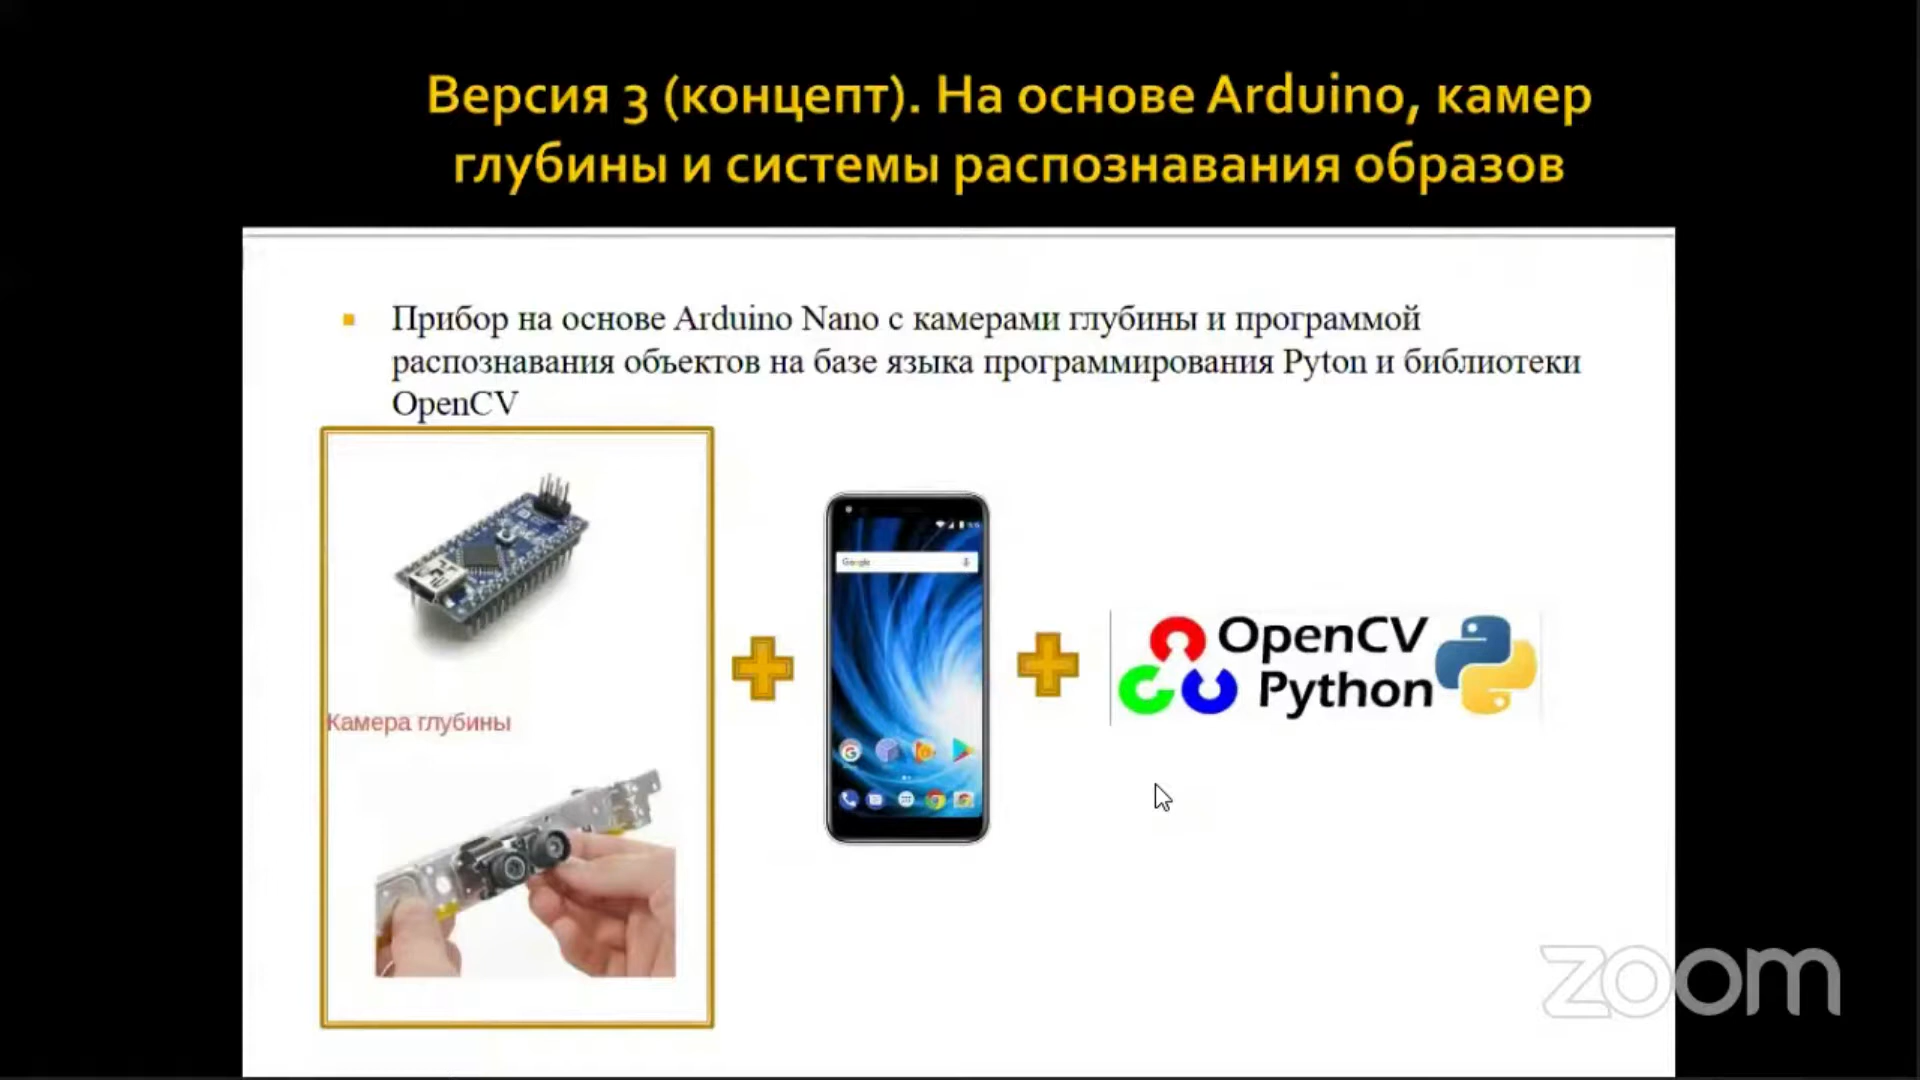 Версия 3 (концепт). На основе Arduino, камер
глубины и системы распознавания образов
Прибор на основе Arduino Nano с камерами глубины и программой
распознавания объектов на базе языка программирования Pyton и библиотеки
OpenCV
Камера глубины
Google
OpenCV
Python
zoom